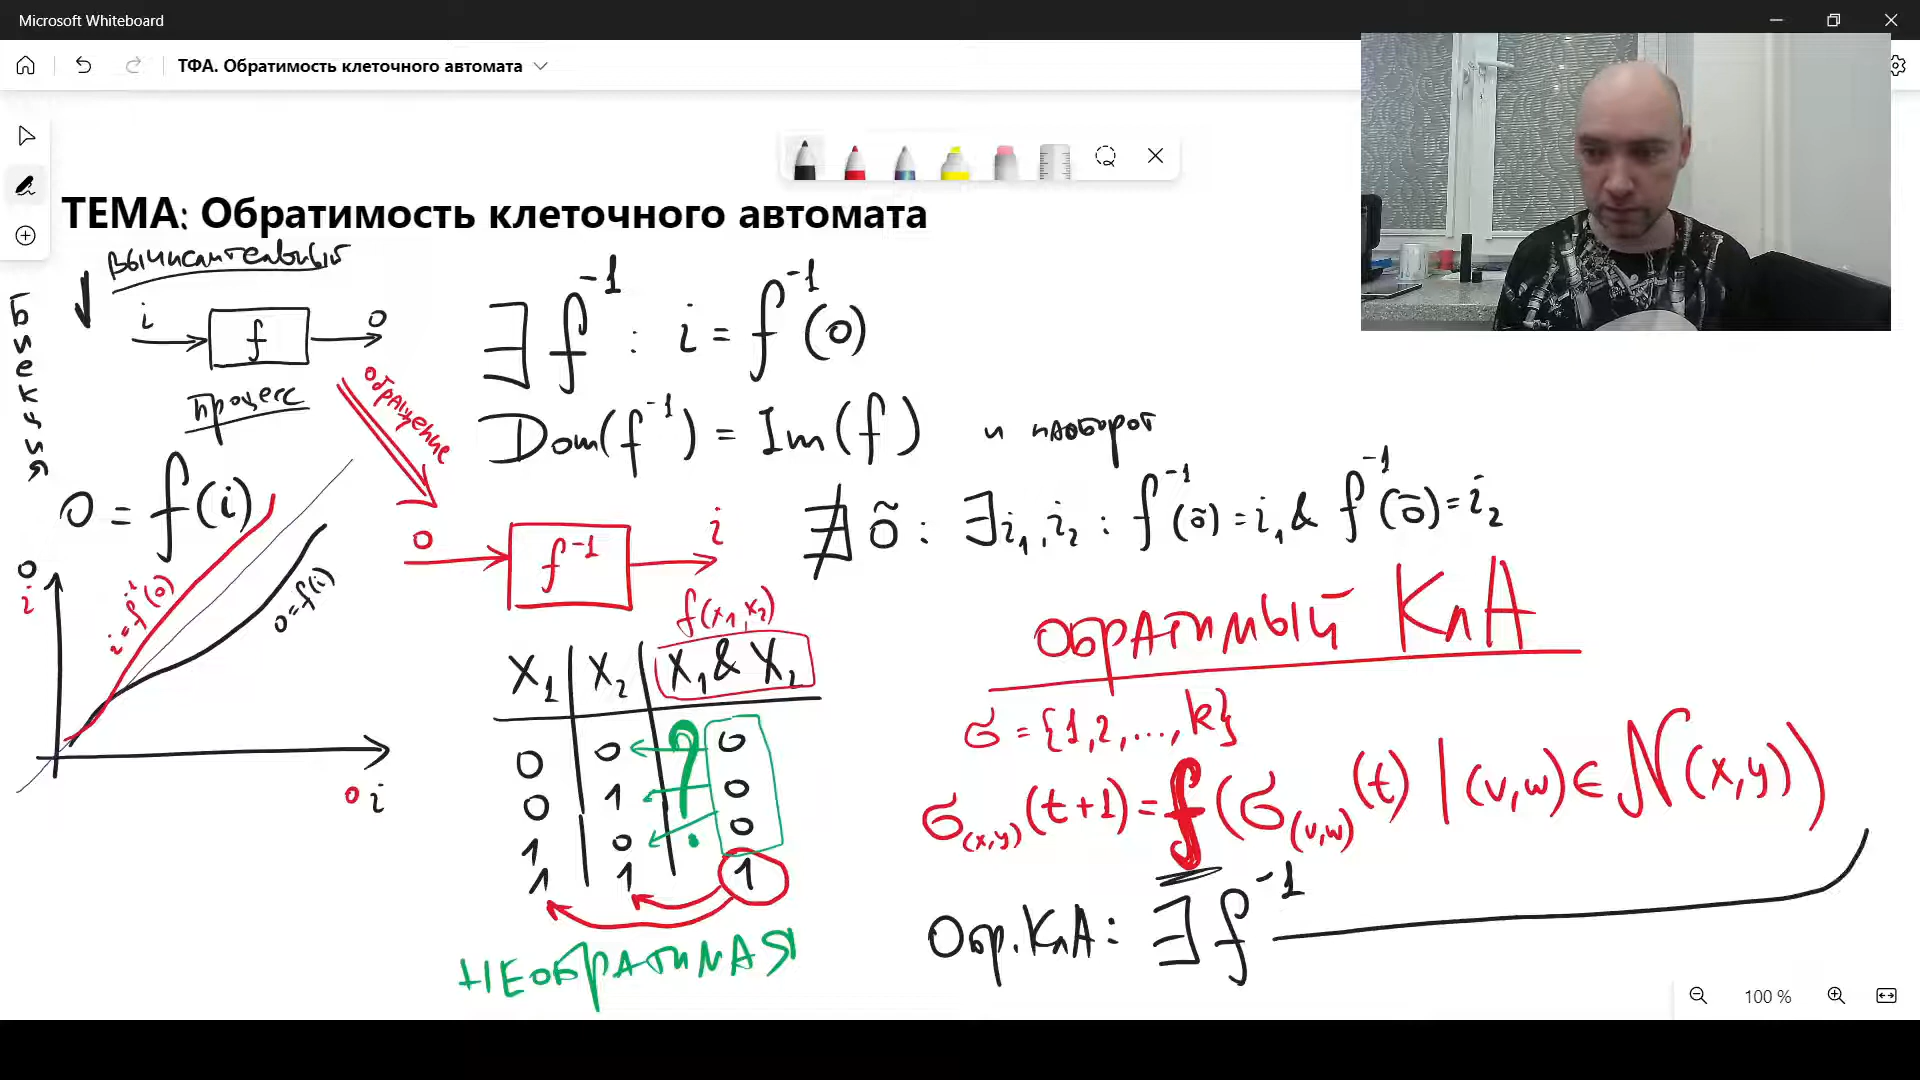 Microsoft Whiteboard
ТФА. Обратимость клеточного автомата
ТЕМА: Обратимость клеточного автомата
вычислительный
биекция
i f o
процесс
o = f(i)
обращение
∃ f⁻¹ : i = f⁻¹(o)
Dom(f⁻¹) = Im(f) и наоборот
∄ õ : ∃ i₁, i₂ : f⁻¹(õ) = i₁ & f⁻¹(õ) = i₂
o f⁻¹ i
o
i
i = f⁻¹(o)
o = f(i)
o i
f(x₁, x₂)
X₁ X₂ X₁ & X₂
0 0 0
0 1 ? 0
1 0 0
1 1 1
НЕОБРАТИМАЯ
ОБРАТИМЫЙ КлА
σ = {1, 2, ..., k}
σ₍ₓ,ᵧ₎(t+1) = f(σ_(v,w)(t) | (v,w) ∈ N(x,y))
Обр. КлА: ∃ f⁻¹
100 %